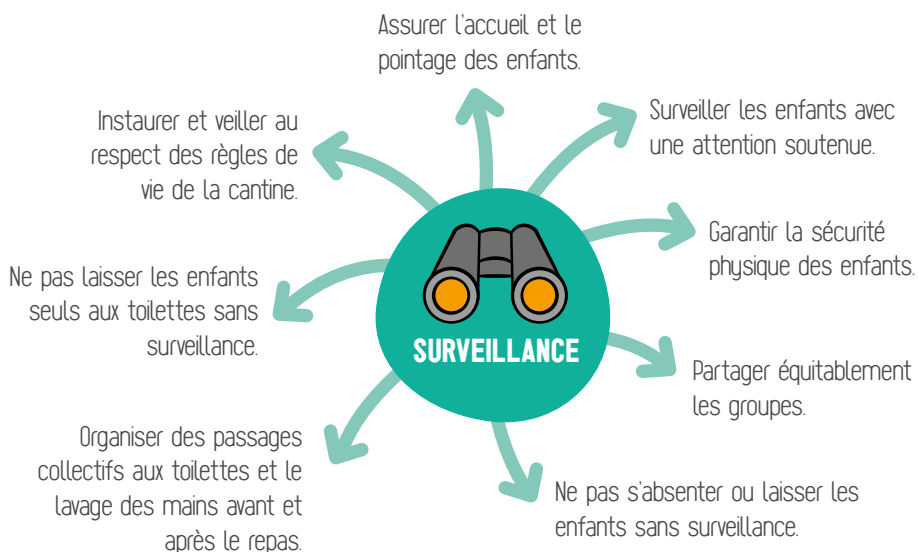 Assurer l'accueil et le
pointage des enfants.
Surveiller les enfants avec
une attention soutenue.
Garantir la sécurité
physique des enfants.
Partager équitablement
les groupes.
Ne pas s'absenter ou laisser les
enfants sans surveillance.
Organiser des passages
collectifs aux toilettes et le
lavage des mains avant et
après le repas.
Ne pas laisser les enfants
seuls aux toilettes sans
surveillance.
Instaurer et veiller au
respect des règles de
vie de la cantine.
SURVEILLANCE